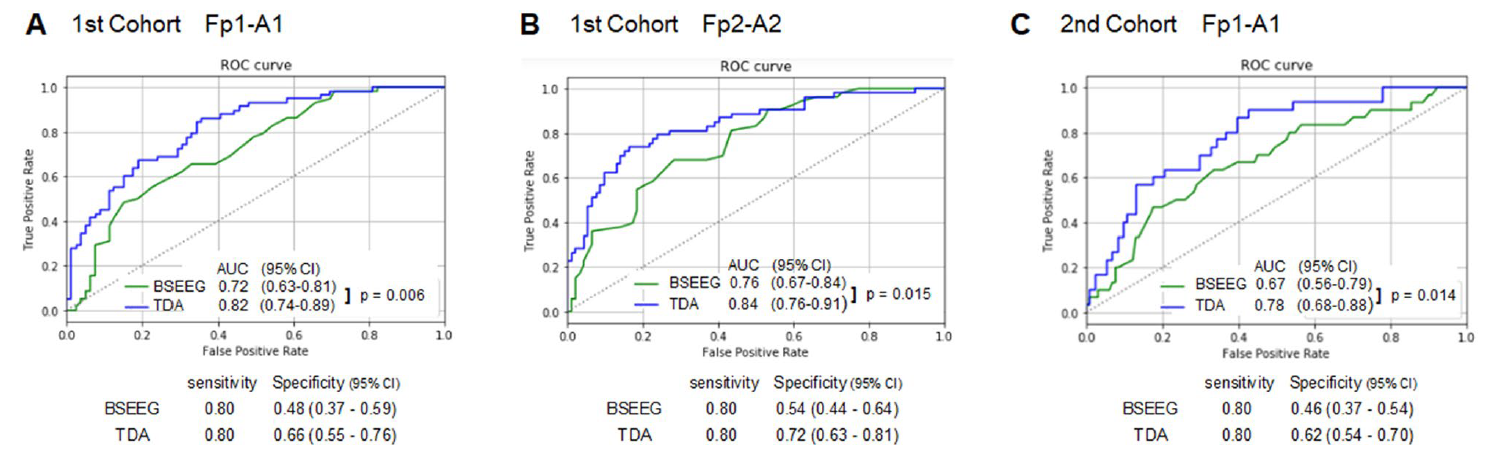 A 1st Cohort Fp1-A1
ROC curve
True Positive Rate
1.0
0.8
0.6
0.4
0.2
0.0
AUC (95% CI)
BSEEG 0.72 (0.63-0.81)
TDA 0.82 (0.74-0.89)
] p = 0.006
0.0 0.2 0.4 0.6 0.8 1.0
False Positive Rate
sensitivity Specificity (95% CI)
BSEEG 0.80 0.48 (0.37 - 0.59)
TDA 0.80 0.66 (0.55 - 0.76)
B 1st Cohort Fp2-A2
ROC curve
True Positive Rate
1.0
0.8
0.6
0.4
0.2
0.0
AUC (95% CI)
BSEEG 0.76 (0.67-0.84)
TDA 0.84 (0.76-0.91)
] p = 0.015
0.0 0.2 0.4 0.6 0.8 1.0
False Positive Rate
sensitivity Specificity (95% CI)
BSEEG 0.80 0.54 (0.44 - 0.64)
TDA 0.80 0.72 (0.63 - 0.81)
C 2nd Cohort Fp1-A1
ROC curve
True Positive Rate
1.0
0.8
0.6
0.4
0.2
0.0
AUC (95% CI)
BSEEG 0.67 (0.56-0.79)
TDA 0.78 (0.68-0.88)
] p = 0.014
0.0 0.2 0.4 0.6 0.8 1.0
False Positive Rate
sensitivity Specificity (95% CI)
BSEEG 0.80 0.46 (0.37 - 0.54)
TDA 0.80 0.62 (0.54 - 0.70)